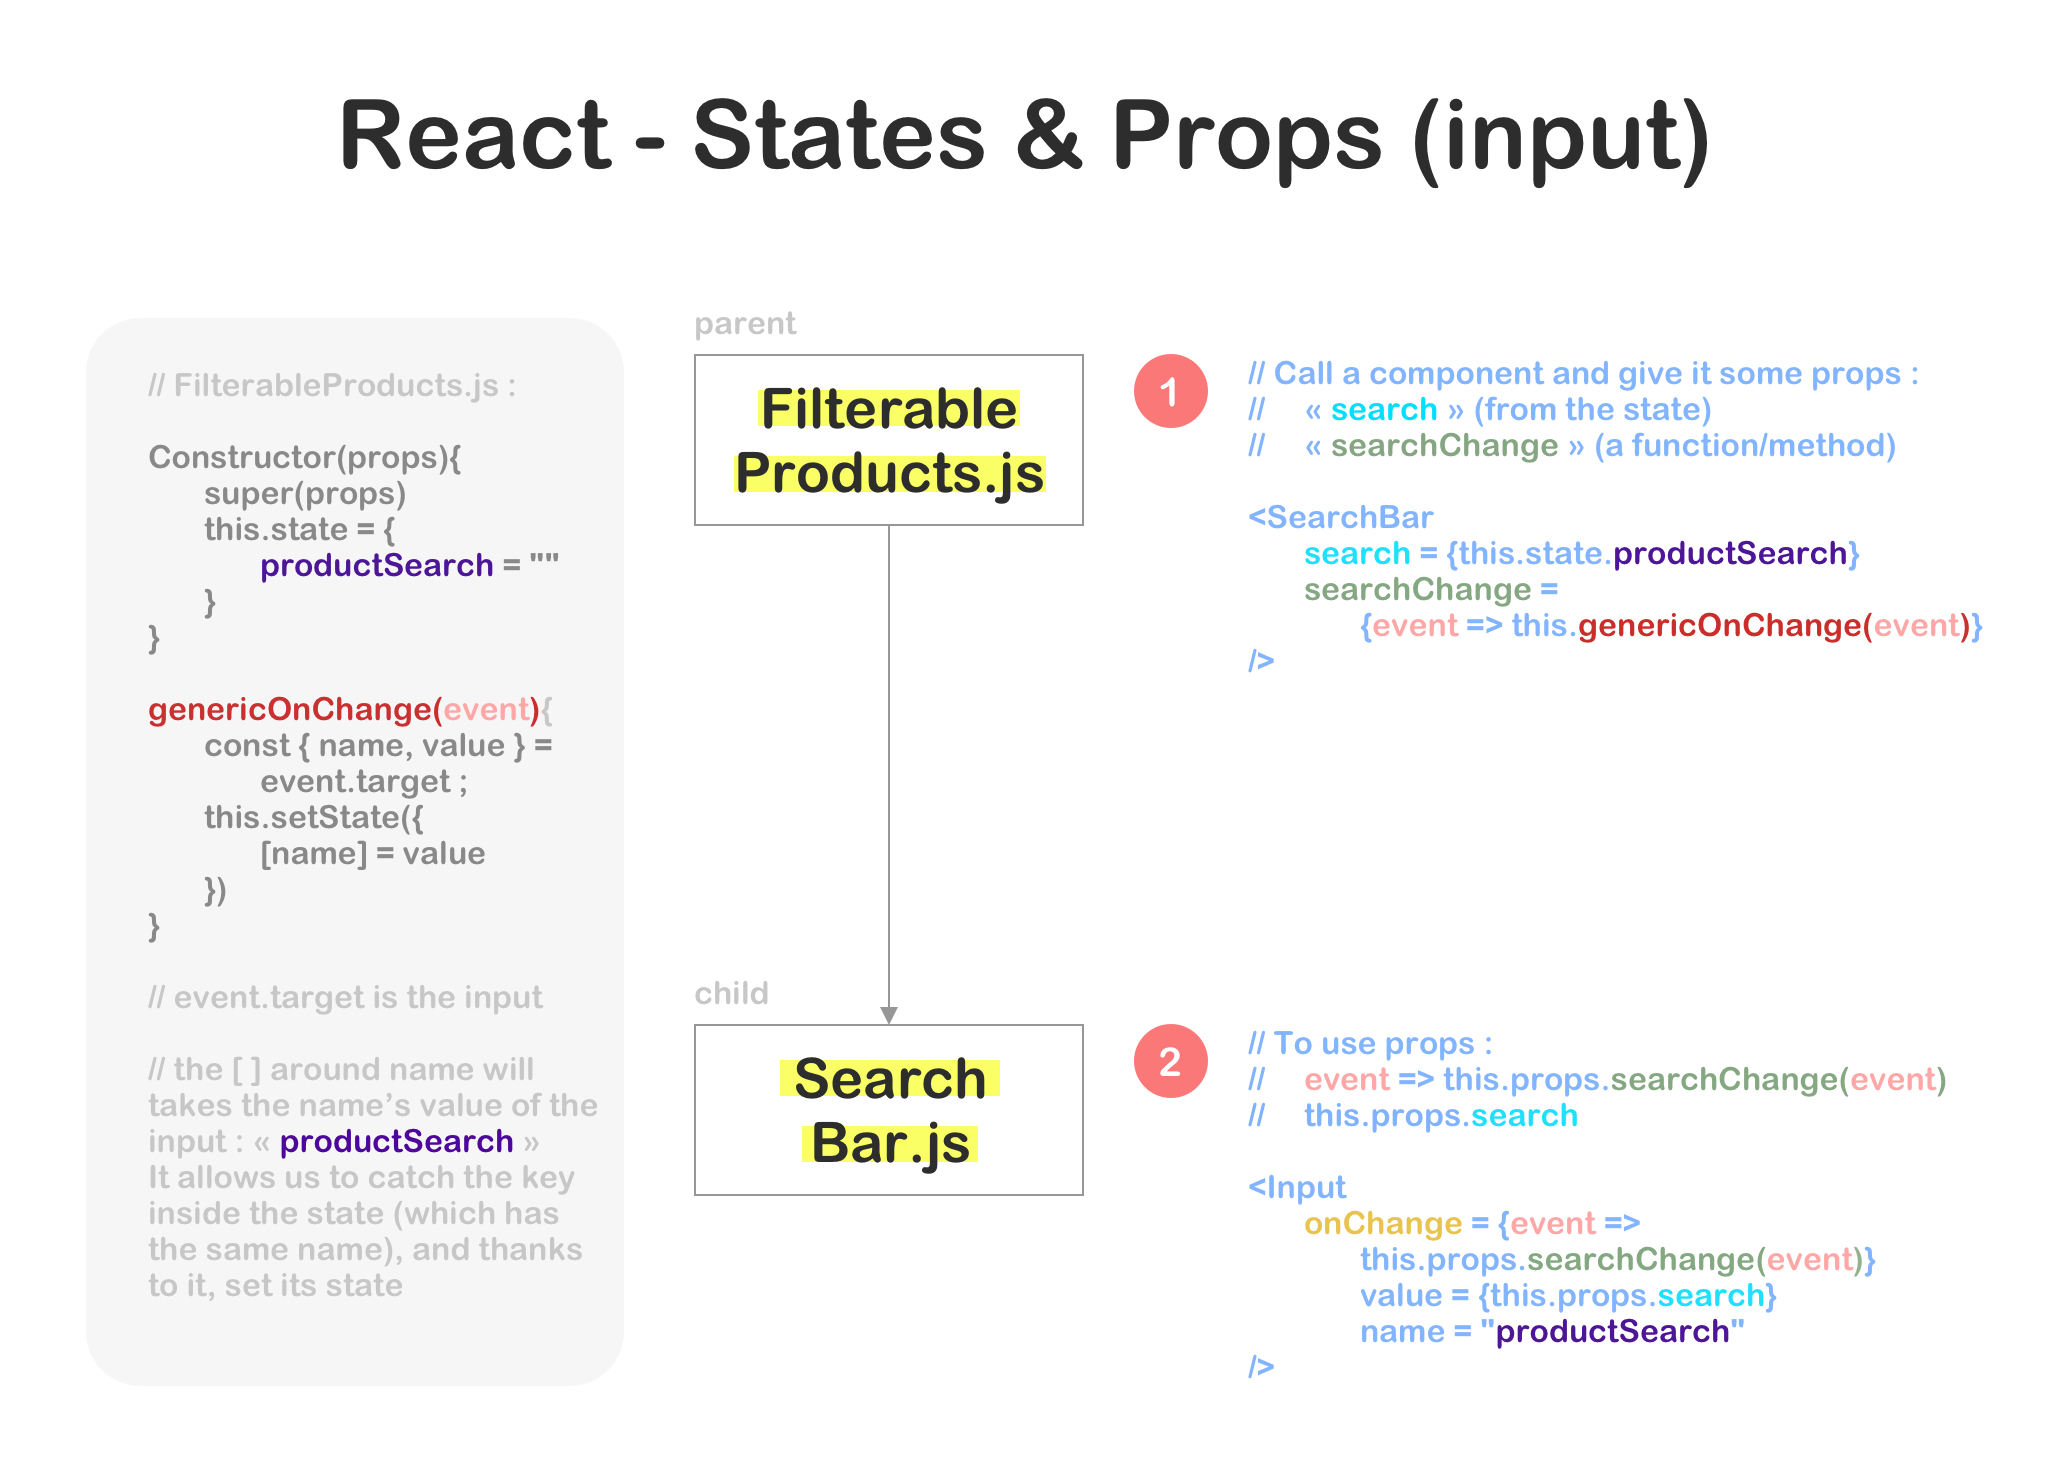 React - States & Props (input)
// FilterableProducts.js :
Constructor(props){
super(props)
this.state = {
productSearch = ""
}
}
genericOnChange(event){
const { name, value } =
event.target ;
this.setState({
[name] = value
})
}
// event.target is the input
// the [ ] around name will
takes the name’s value of the
input : « productSearch »
It allows us to catch the key
inside the state (which has
the same name), and thanks
to it, set its state
parent
Filterable
Products.js
child
Search
Bar.js
1
// Call a component and give it some props :
// « search » (from the state)
// « searchChange » (a function/method)
<SearchBar
search = {this.state.productSearch}
searchChange =
{event => this.genericOnChange(event)}
/>
2
// To use props :
// event => this.props.searchChange(event)
// this.props.search
<Input
onChange = {event =>
this.props.searchChange(event)}
value = {this.props.search}
name = "productSearch"
/>